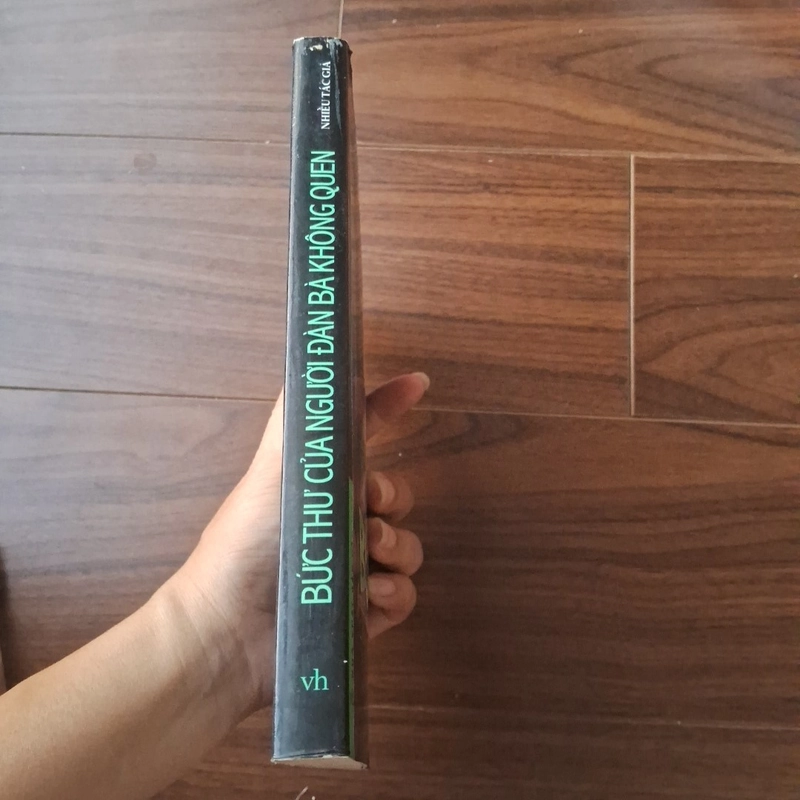 NHIỀU TÁC GIẢ
BỨC THƯ CỦA NGƯỜI ĐÀN BÀ KHÔNG QUEN
vh